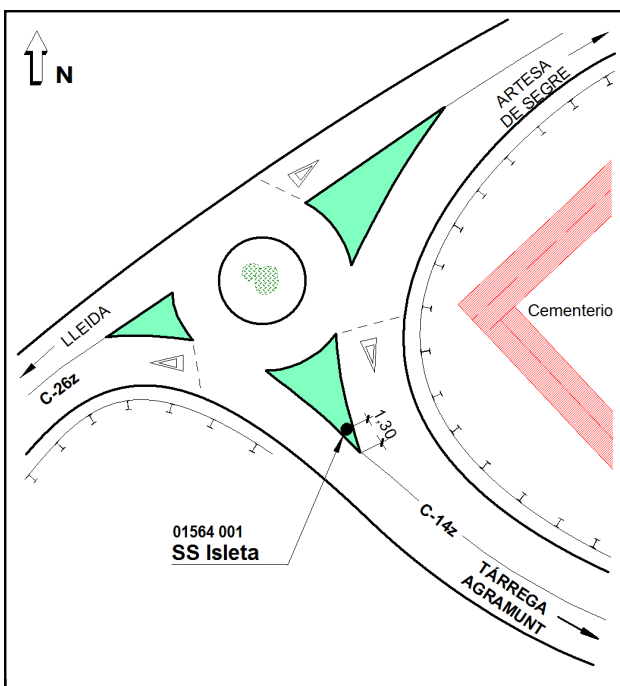 N
ARTESA
DE SEGRE
Cementerio
LLEIDA
C-26z
1,30
C-14z
01564 001
SS Isleta
TÁRREGA
AGRAMUNT